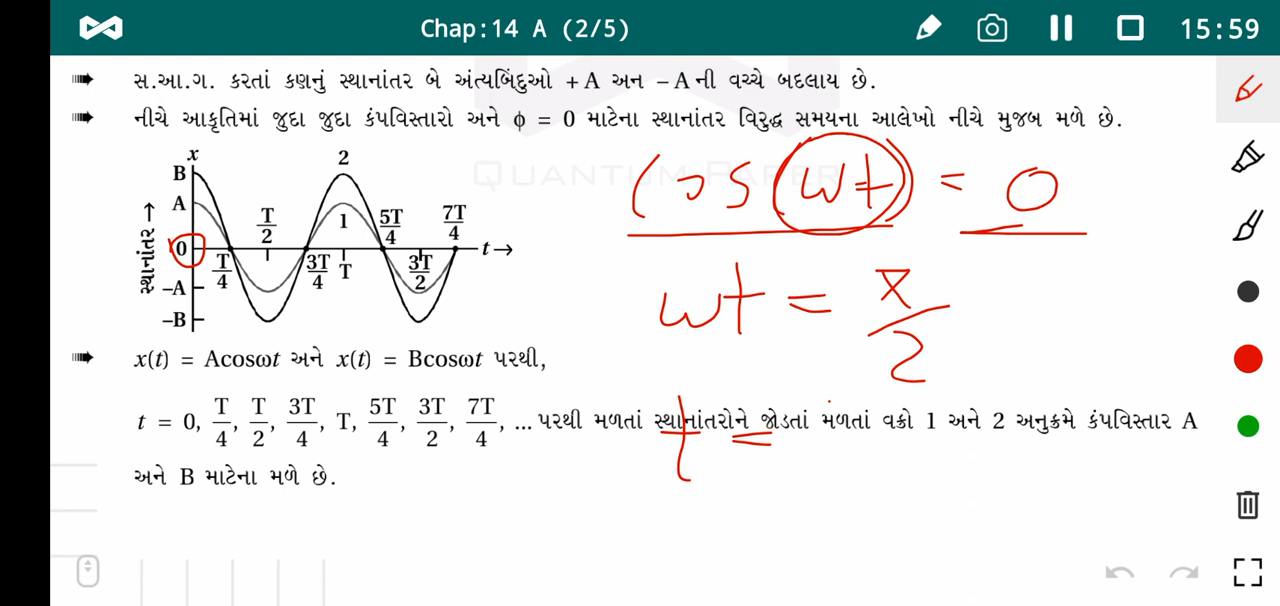 Chap:14 A (2/5)
15:59
➠ સ.આ.ગ. કરતાં કણનું સ્થાનાંતર બે અંત્યબિંદુઓ +A અન −A ની વચ્ચે બદલાય છે.
➠ નીચે આકૃતિમાં જુદા જુદા કંપવિસ્તારો અને ϕ = 0 માટેના સ્થાનાંતર વિરુદ્ધ સમયના આલેખો નીચે મુજબ મળે છે.
QUANTUM PAPER
x
B
A
0
–A
–B
સ્થાનાંતર →
2
1
T/4
T/2
3T/4
T
5T/4
3T/2
7T/4
t→
cos (ωt) = 0
ωt = π/2
➠ x(t) = Acosωt અને x(t) = Bcosωt પરથી,
t = 0, T/4, T/2, 3T/4, T, 5T/4, 3T/2, 7T/4, ... પરથી મળતાં સ્થાનાંતરોને જોડતાં મળતાં વક્રો 1 અને 2 અનુક્રમે કંપવિસ્તાર A
t =
અને B માટેના મળે છે.